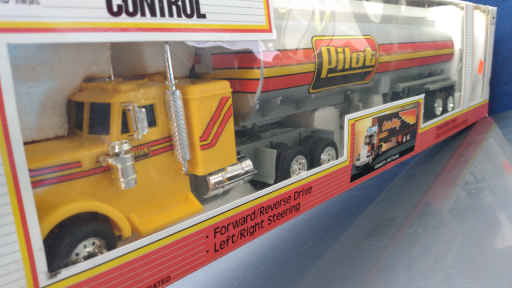 CONTROL
Pilot
: Forward/Reverse Drive
: Left/Right Steering